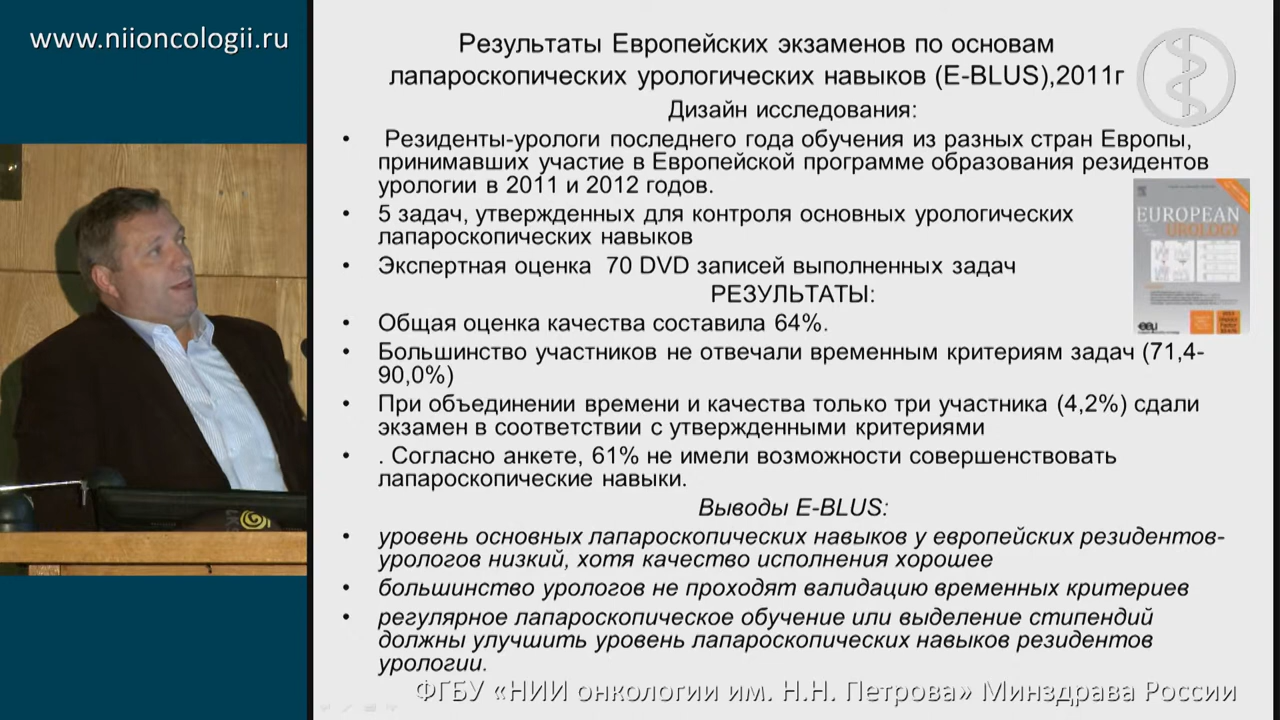 www.niioncologii.ru
Результаты Европейских экзаменов по основам
лапароскопических урологических навыков (E-BLUS),2011г
Дизайн исследования:
• Резиденты-урологи последнего года обучения из разных стран Европы,
принимавших участие в Европейской программе образования резидентов
урологии в 2011 и 2012 годов.
• 5 задач, утвержденных для контроля основных урологических
лапароскопических навыков
• Экспертная оценка 70 DVD записей выполненных задач
РЕЗУЛЬТАТЫ:
• Общая оценка качества составила 64%.
• Большинство участников не отвечали временным критериям задач (71,4-
90,0%)
• При объединении времени и качества только три участника (4,2%) сдали
экзамен в соответствии с утвержденными критериями
• . Согласно анкете, 61% не имели возможности совершенствовать
лапароскопические навыки.
Выводы E-BLUS:
• уровень основных лапароскопических навыков у европейских резидентов-
урологов низкий, хотя качество исполнения хорошее
• большинство урологов не проходят валидацию временных критериев
• регулярное лапароскопическое обучение или выделение стипендий
должны улучшить уровень лапароскопических навыков резидентов
урологии.
EUROPEAN
UROLOGY
eau
ФГБУ «НИИ онкологии им. Н.Н. Петрова» Минздрава России